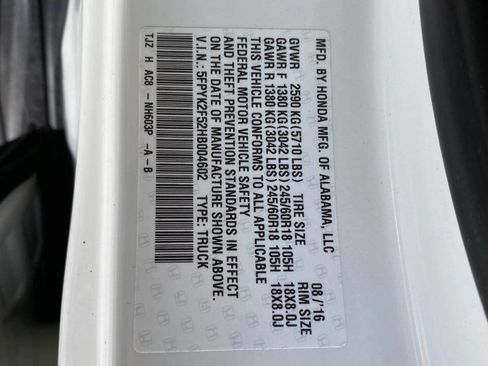 MFD. BY HONDA MFG. OF ALABAMA, LLC 08/'16
GVWR 2590 KG(5710 LBS) TIRE SIZE RIM SIZE
GAWR F 1380 KG(3042 LBS) 245/60R18 105H 18X8.0J
GAWR R 1380 KG(3042 LBS) 245/60R18 105H 18X8.0J
THIS VEHICLE CONFORMS TO ALL APPLICABLE
FEDERAL MOTOR VEHICLE SAFETY
AND THEFT PREVENTION STANDARDS IN EFFECT
ON THE DATE OF MANUFACTURE SHOWN ABOVE.
V.I.N.: 5FPYK2F52HB004602 TYPE: TRUCK
TJZ H AC8 - NH603P -A - B